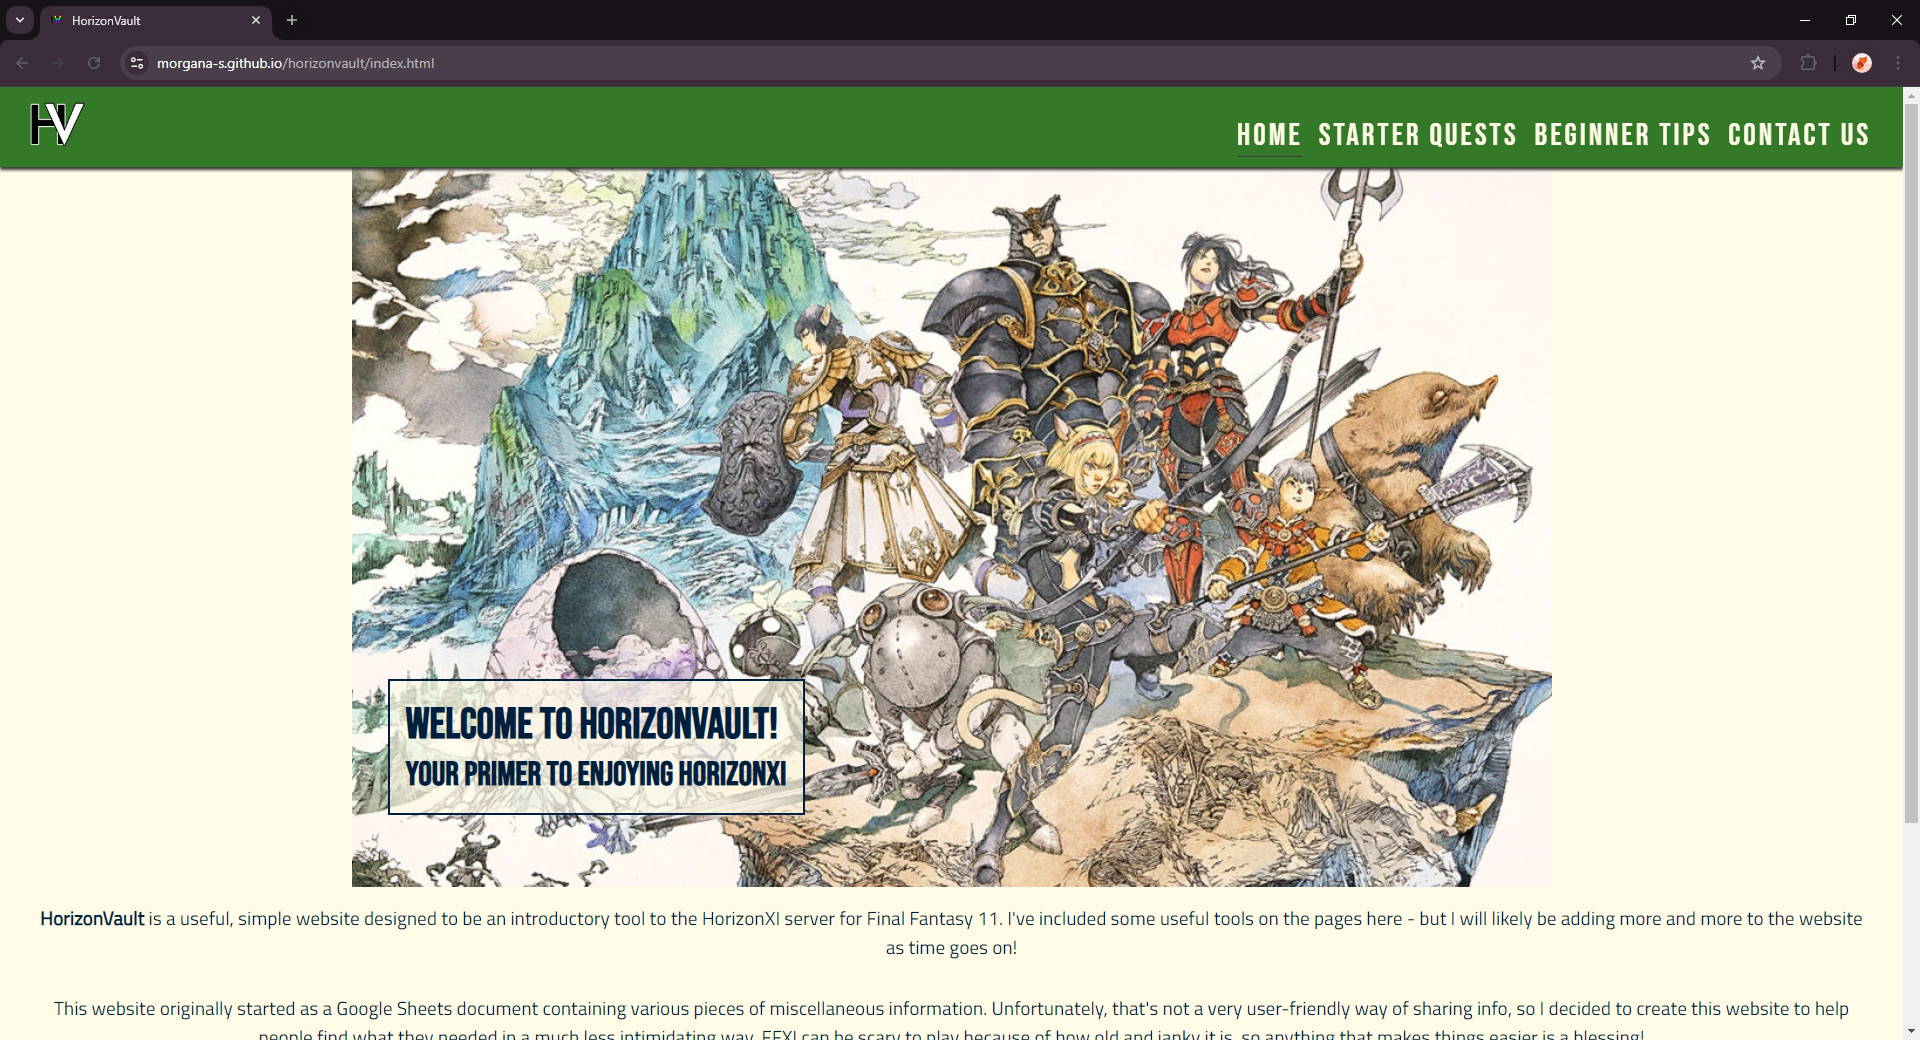 HorizonVault
morgana-s.github.io/horizonvault/index.html
HV
HOME STARTER QUESTS BEGINNER TIPS CONTACT US
WELCOME TO HORIZONVAULT!
YOUR PRIMER TO ENJOYING HORIZONXI
HorizonVault is a useful, simple website designed to be an introductory tool to the HorizonXI server for Final Fantasy 11. I've included some useful tools on the pages here - but I will likely be adding more and more to the website
as time goes on!
This website originally started as a Google Sheets document containing various pieces of miscellaneous information. Unfortunately, that's not a very user-friendly way of sharing info, so I decided to create this website to help
people find what they needed in a much less intimidating way. FFXI can be scary to play because of how old and janky it is, so anything that makes things easier is a blessing!